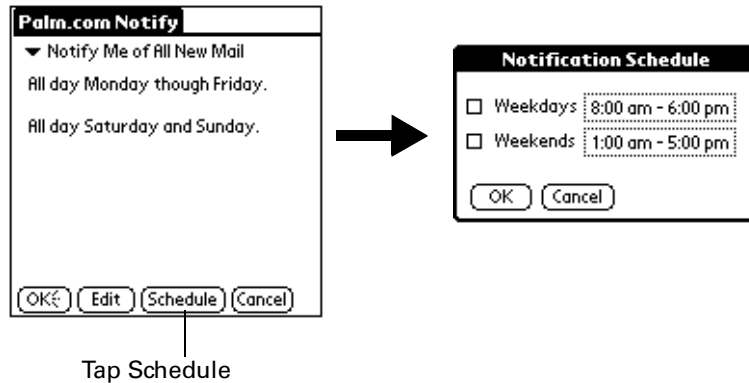 Palm.com Notify
Notify Me of All New Mail
All day Monday though Friday.
All day Saturday and Sunday.
OK Edit Schedule Cancel
Tap Schedule
Notification Schedule
Weekdays 8:00 am - 6:00 pm
Weekends 1:00 am - 5:00 pm
OK Cancel